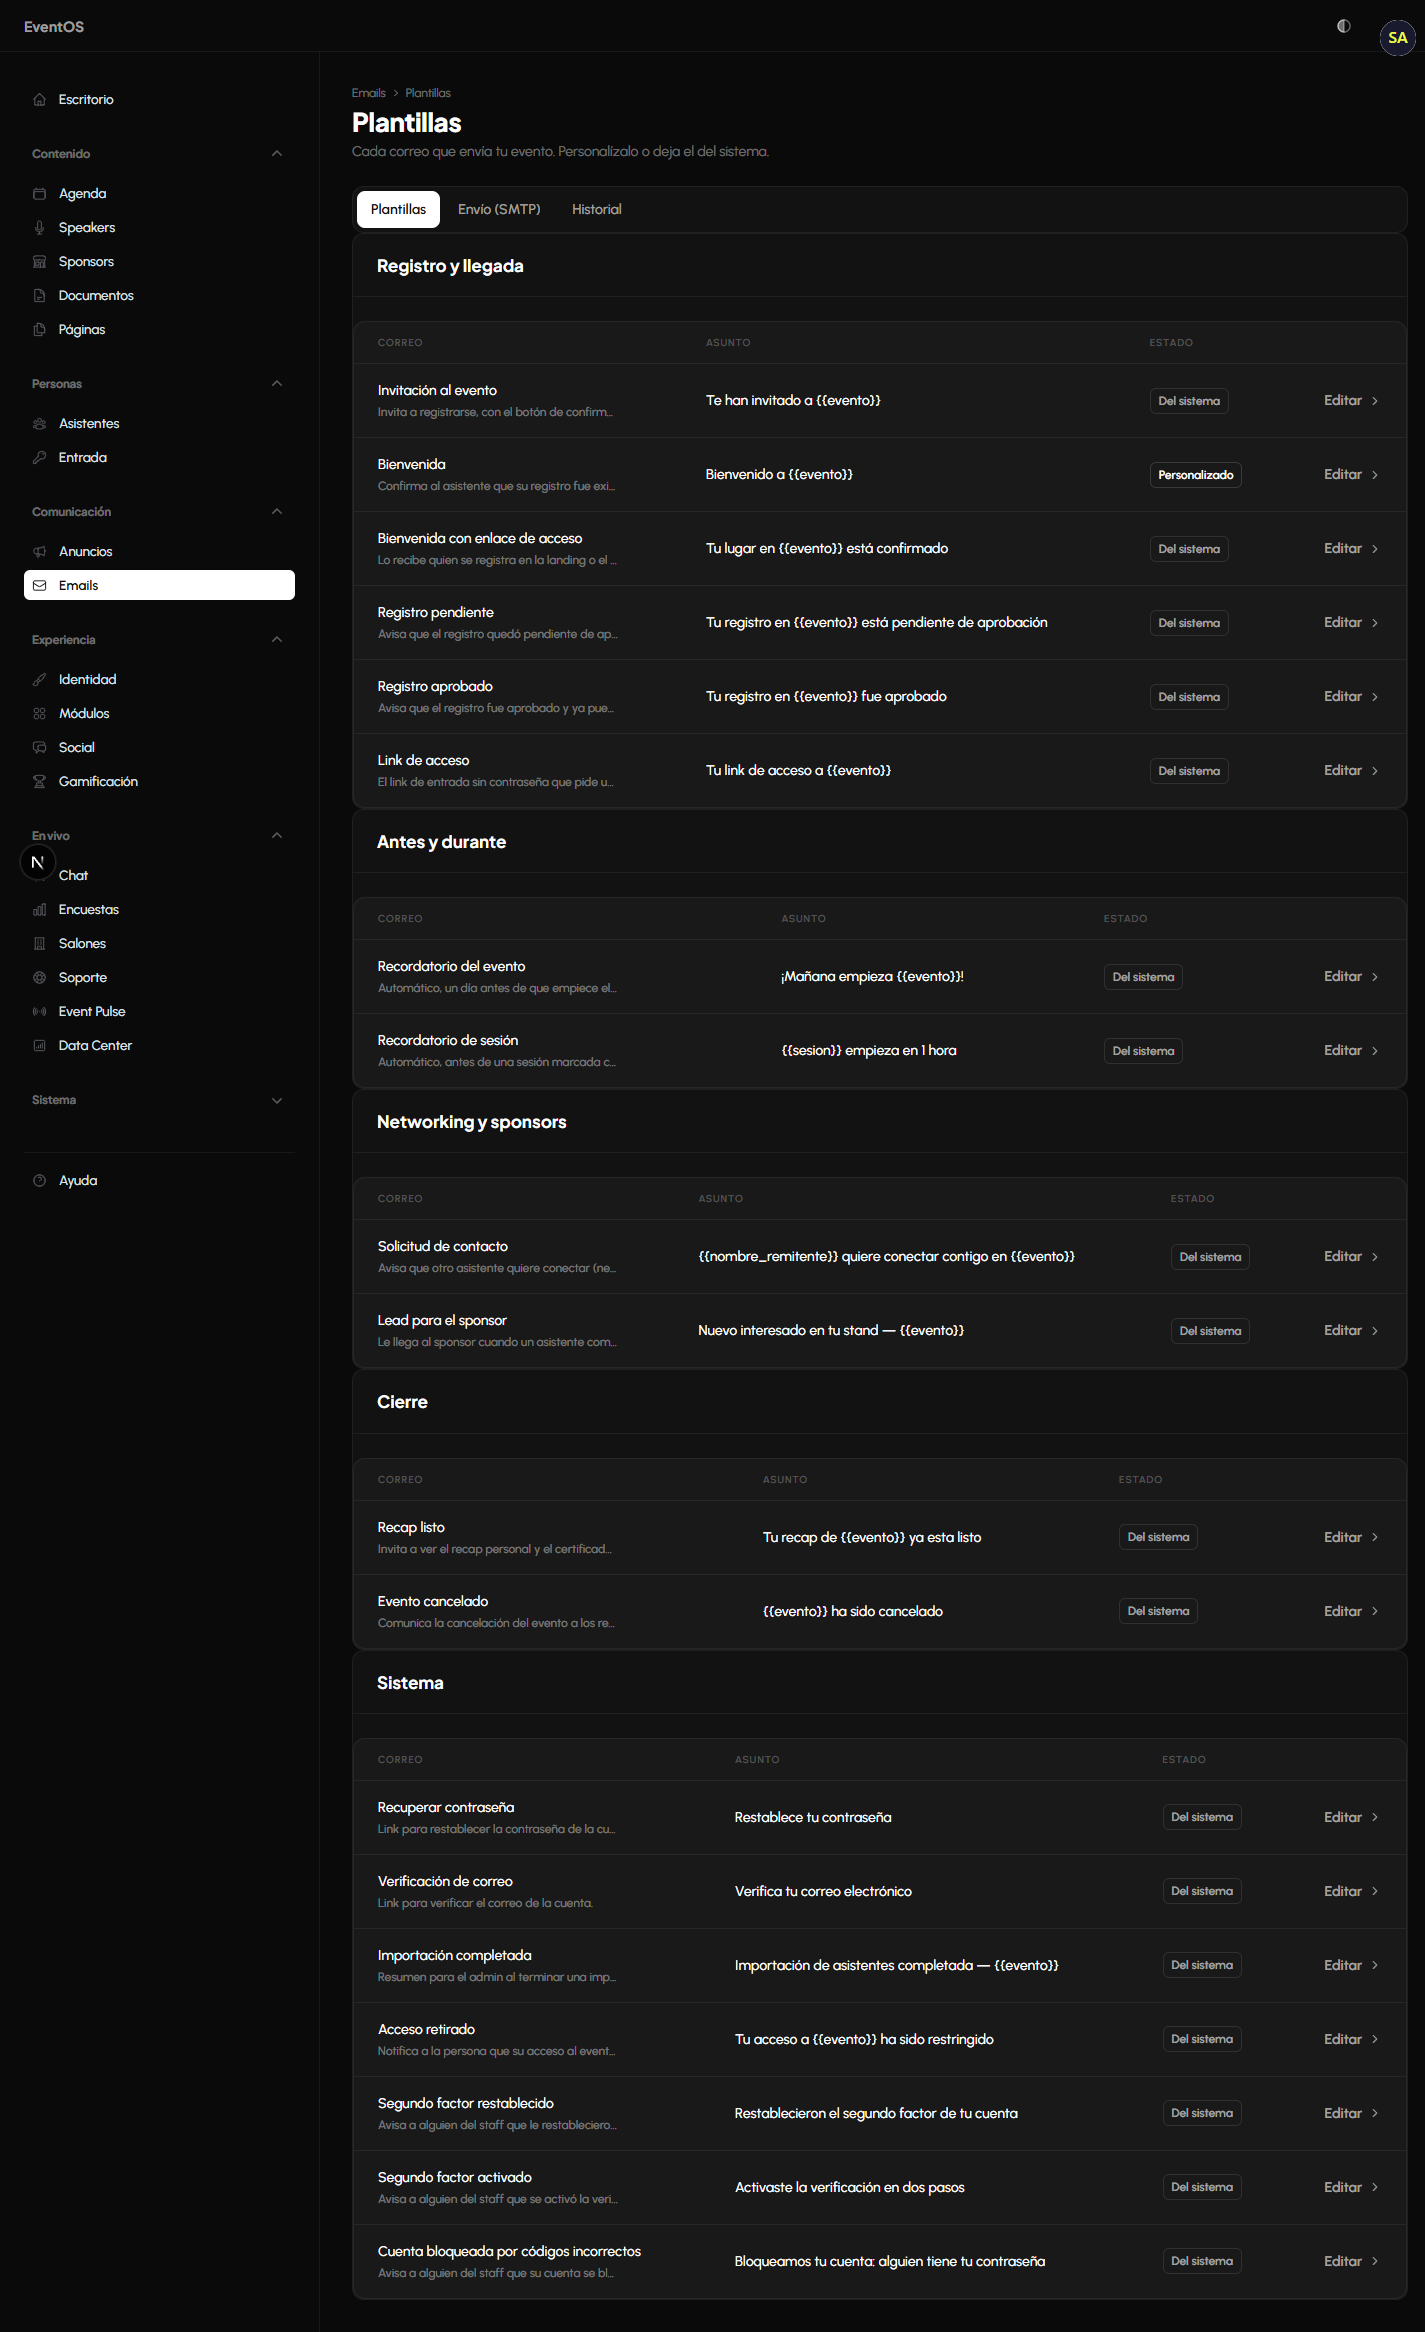 EventOS
SA
Escritorio
Contenido
Agenda
Speakers
Sponsors
Documentos
Páginas
Personas
Asistentes
Entrada
Comunicación
Anuncios
Emails
Experiencia
Identidad
Módulos
Social
Gamificación
En vivo
N
Chat
Encuestas
Salones
Soporte
Event Pulse
Data Center
Sistema
Ayuda
Emails > Plantillas
Plantillas
Cada correo que envía tu evento. Personalízalo o deja el del sistema.
Plantillas Envío (SMTP) Historial
Registro y llegada
CORREO ASUNTO ESTADO
Invitación al evento
Invita a registrarse, con el botón de confirm...
Te han invitado a {{evento}} Del sistema Editar
Bienvenida
Confirma al asistente que su registro fue exi...
Bienvenido a {{evento}} Personalizado Editar
Bienvenida con enlace de acceso
Lo recibe quien se registra en la landing o el ...
Tu lugar en {{evento}} está confirmado Del sistema Editar
Registro pendiente
Avisa que el registro quedó pendiente de ap...
Tu registro en {{evento}} está pendiente de aprobación Del sistema Editar
Registro aprobado
Avisa que el registro fue aprobado y ya pue...
Tu registro en {{evento}} fue aprobado Del sistema Editar
Link de acceso
El link de entrada sin contraseña que pide u...
Tu link de acceso a {{evento}} Del sistema Editar
Antes y durante
CORREO ASUNTO ESTADO
Recordatorio del evento
Automático, un día antes de que empiece el...
¡Mañana empieza {{evento}}! Del sistema Editar
Recordatorio de sesión
Automático, antes de una sesión marcada c...
{{sesion}} empieza en 1 hora Del sistema Editar
Networking y sponsors
CORREO ASUNTO ESTADO
Solicitud de contacto
Avisa que otro asistente quiere conectar (ne...
{{nombre_remitente}} quiere conectar contigo en {{evento}} Del sistema Editar
Lead para el sponsor
Le llega al sponsor cuando un asistente com...
Nuevo interesado en tu stand — {{evento}} Del sistema Editar
Cierre
CORREO ASUNTO ESTADO
Recap listo
Invita a ver el recap personal y el certificad...
Tu recap de {{evento}} ya esta listo Del sistema Editar
Evento cancelado
Comunica la cancelación del evento a los re...
{{evento}} ha sido cancelado Del sistema Editar
Sistema
CORREO ASUNTO ESTADO
Recuperar contraseña
Link para restablecer la contraseña de la cu...
Restablece tu contraseña Del sistema Editar
Verificación de correo
Link para verificar el correo de la cuenta.
Verifica tu correo electrónico Del sistema Editar
Importación completada
Resumen para el admin al terminar una imp...
Importación de asistentes completada — {{evento}} Del sistema Editar
Acceso retirado
Notifica a la persona que su acceso al event...
Tu acceso a {{evento}} ha sido restringido Del sistema Editar
Segundo factor restablecido
Avisa a alguien del staff que le restableciero...
Restablecieron el segundo factor de tu cuenta Del sistema Editar
Segundo factor activado
Avisa a alguien del staff que se activó la veri...
Activaste la verificación en dos pasos Del sistema Editar
Cuenta bloqueada por códigos incorrectos
Avisa a alguien del staff que su cuenta se bl...
Bloqueamos tu cuenta: alguien tiene tu contraseña Del sistema Editar